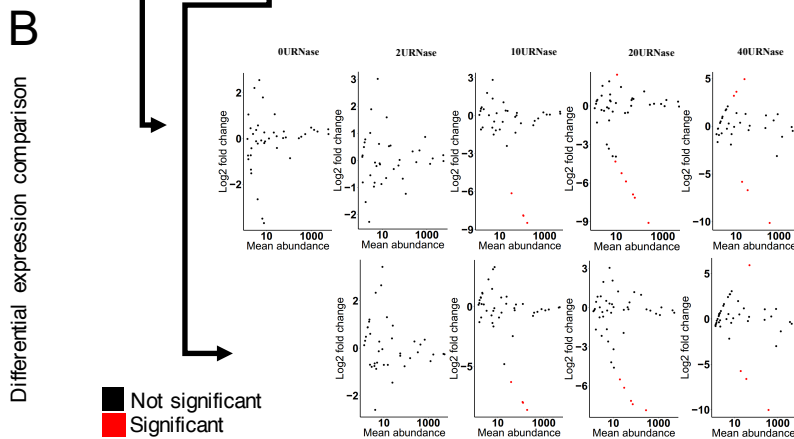 B
Differential expression comparison
0URNase 2URNase 10URNase 20URNase 40URNase
Log2 fold change
2
0
−2
10 1000
Mean abundance
Log2 fold change
3
2
1
0
−1
−2
10 1000
Mean abundance
Log2 fold change
3
0
−3
−6
−9
10 1000
Mean abundance
Log2 fold change
0
−3
−6
−9
10 1000
Mean abundance
Log2 fold change
5
0
−5
−10
10 1000
Mean abundance
Log2 fold change
2
0
−2
10 1000
Mean abundance
Log2 fold change
0
−5
10 1000
Mean abundance
Log2 fold change
3
0
−3
−6
10 1000
Mean abundance
Log2 fold change
5
0
−5
−10
10 1000
Mean abundance
Not significant
Significant